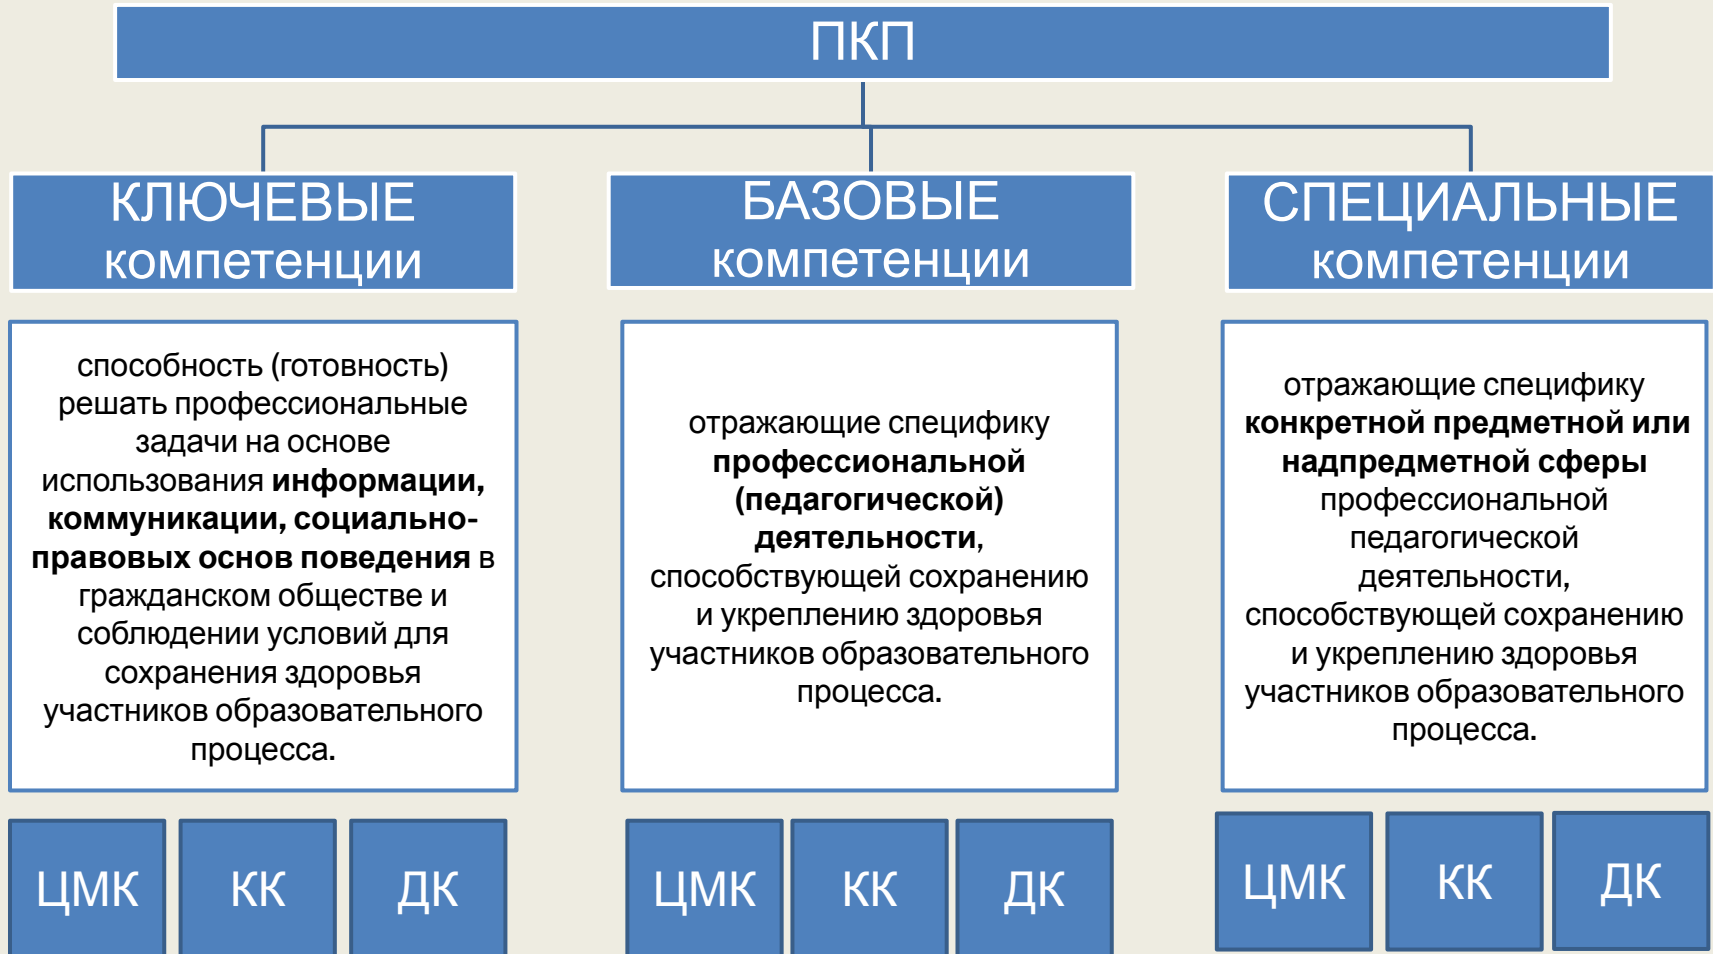 ПКП
КЛЮЧЕВЫЕ
компетенции
способность (готовность)
решать профессиональные
задачи на основе
использования информации,
коммуникации, социально-
правовых основ поведения в
гражданском обществе и
соблюдении условий для
сохранения здоровья
участников образовательного
процесса.
ЦМК КК ДК
БАЗОВЫЕ
компетенции
отражающие специфику
профессиональной
(педагогической)
деятельности,
способствующей сохранению
и укреплению здоровья
участников образовательного
процесса.
ЦМК КК ДК
СПЕЦИАЛЬНЫЕ
компетенции
отражающие специфику
конкретной предметной или
надпредметной сферы
профессиональной
педагогической
деятельности,
способствующей сохранению
и укреплению здоровья
участников образовательного
процесса.
ЦМК КК ДК